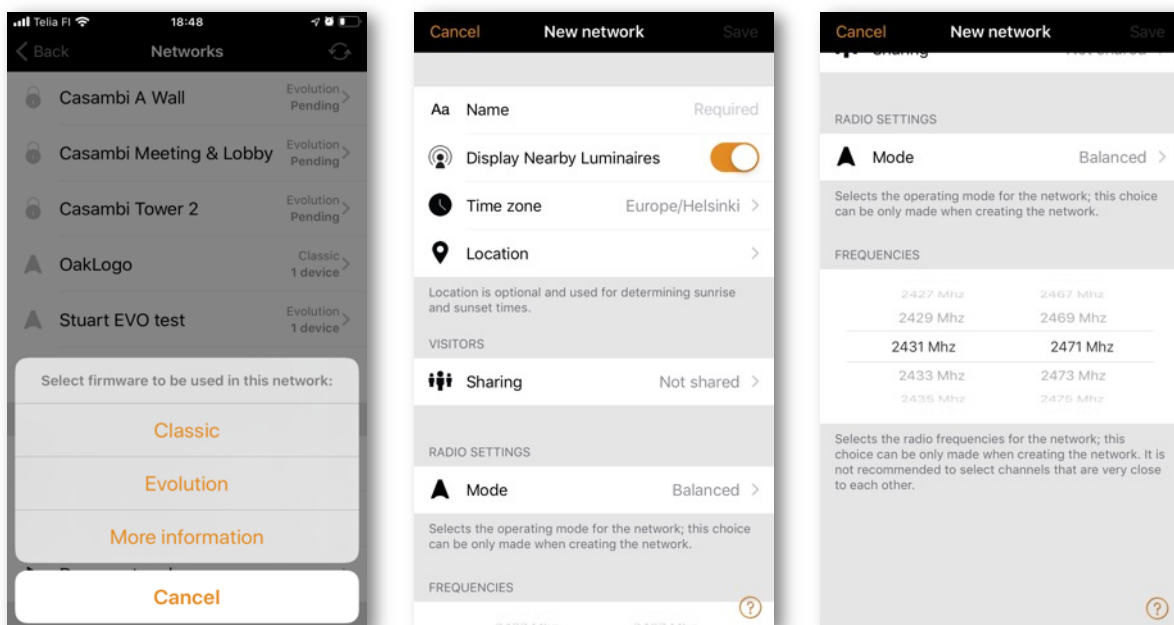 Telia FI
18:48
Back
Networks
Casambi A Wall
Evolution
Pending
Casambi Meeting & Lobby
Evolution
Pending
Casambi Tower 2
Evolution
Pending
OakLogo
Classic
1 device
Stuart EVO test
Evolution
1 device
Select firmware to be used in this network:
Classic
Evolution
More information
Cancel
Cancel
New network
Save
Aa Name
Required
Display Nearby Luminaires
Time zone
Europe/Helsinki
Location
Location is optional and used for determining sunrise
and sunset times.
VISITORS
Sharing
Not shared
RADIO SETTINGS
Mode
Balanced
Selects the operating mode for the network; this choice
can be only made when creating the network.
FREQUENCIES
?
Cancel
New network
Save
Sharing
Not shared
RADIO SETTINGS
Mode
Balanced
Selects the operating mode for the network; this choice
can be only made when creating the network.
FREQUENCIES
2427 Mhz 2467 Mhz
2429 Mhz 2469 Mhz
2431 Mhz 2471 Mhz
2433 Mhz 2473 Mhz
2435 Mhz 2475 Mhz
Selects the radio frequencies for the network; this
choice can be only made when creating the network. It is
not recommended to select channels that are very close
to each other.
?